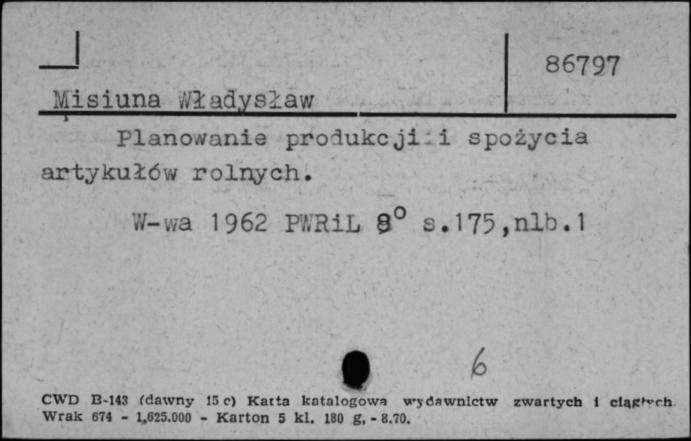 86797
Misiuna Władysław
Planowanie produkcji i spożycia
artykułów rolnych.
W-wa 1962 PWRiL 8° s.175,nlb.1
6
CWD B-143 (dawny 15 c) Karta katalogowa wydawnictw zwartych i ciągłych
Wrak 674 - 1,625.000 - Karton 5 kl. 180 g. - 8.70.